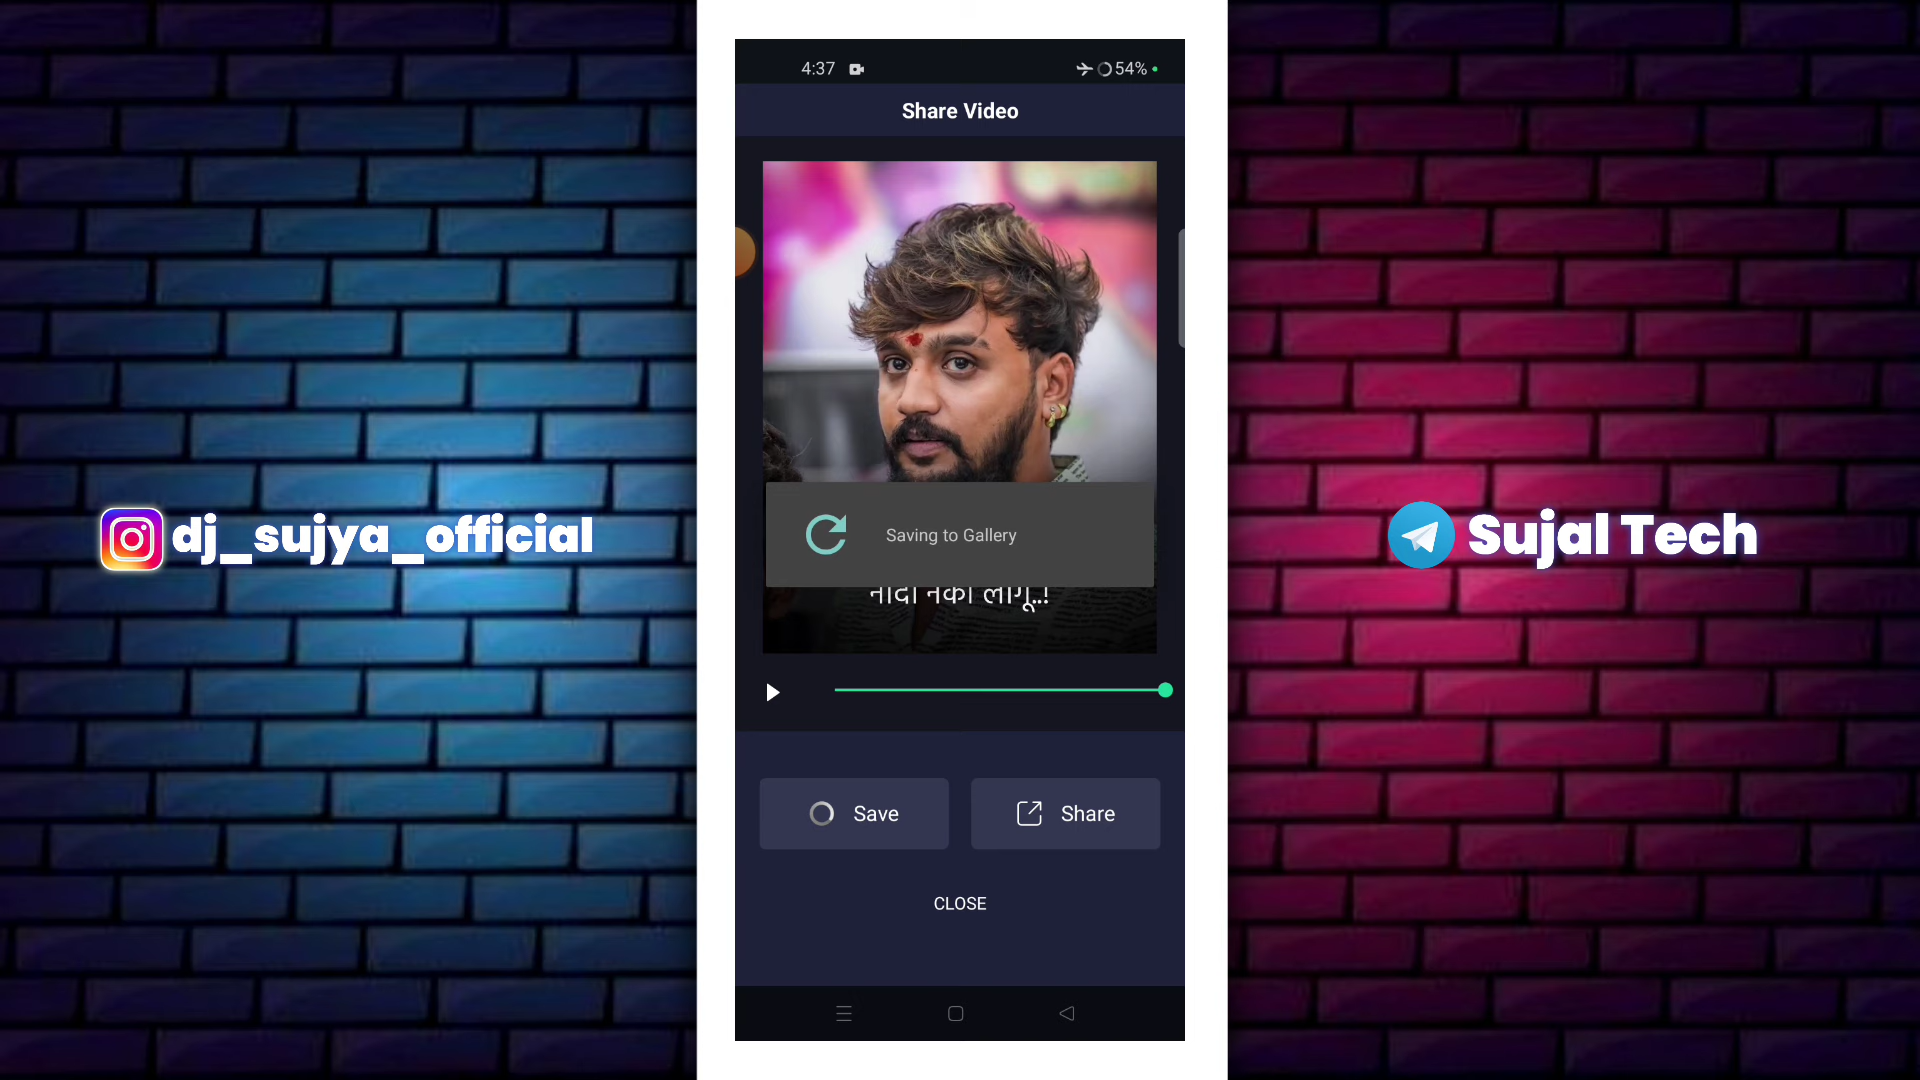 4:37
54%
Share Video
Saving to Gallery
लागू..!
dj_sujya_official
Sujal Tech
Save
Share
CLOSE